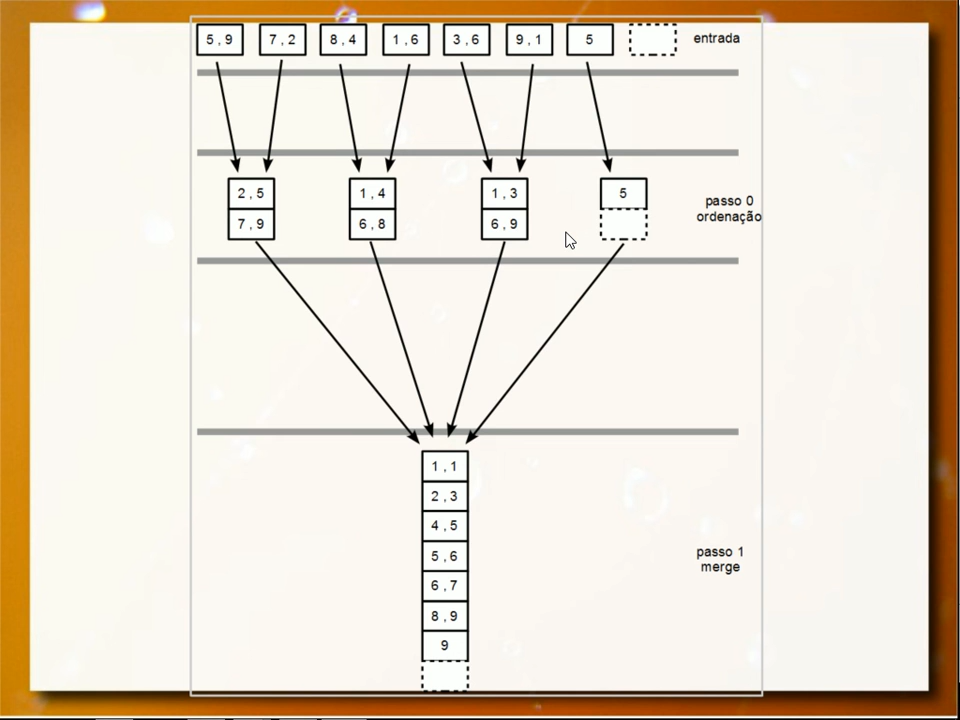 5 , 9 7 , 2 8 , 4 1 , 6 3 , 6 9 , 1 5 entrada
2 , 5 1 , 4 1 , 3 5
7 , 9 6 , 8 6 , 9
passo 0
ordenação
1 , 1
2 , 3
4 , 5
5 , 6
6 , 7
8 , 9
9
passo 1
merge